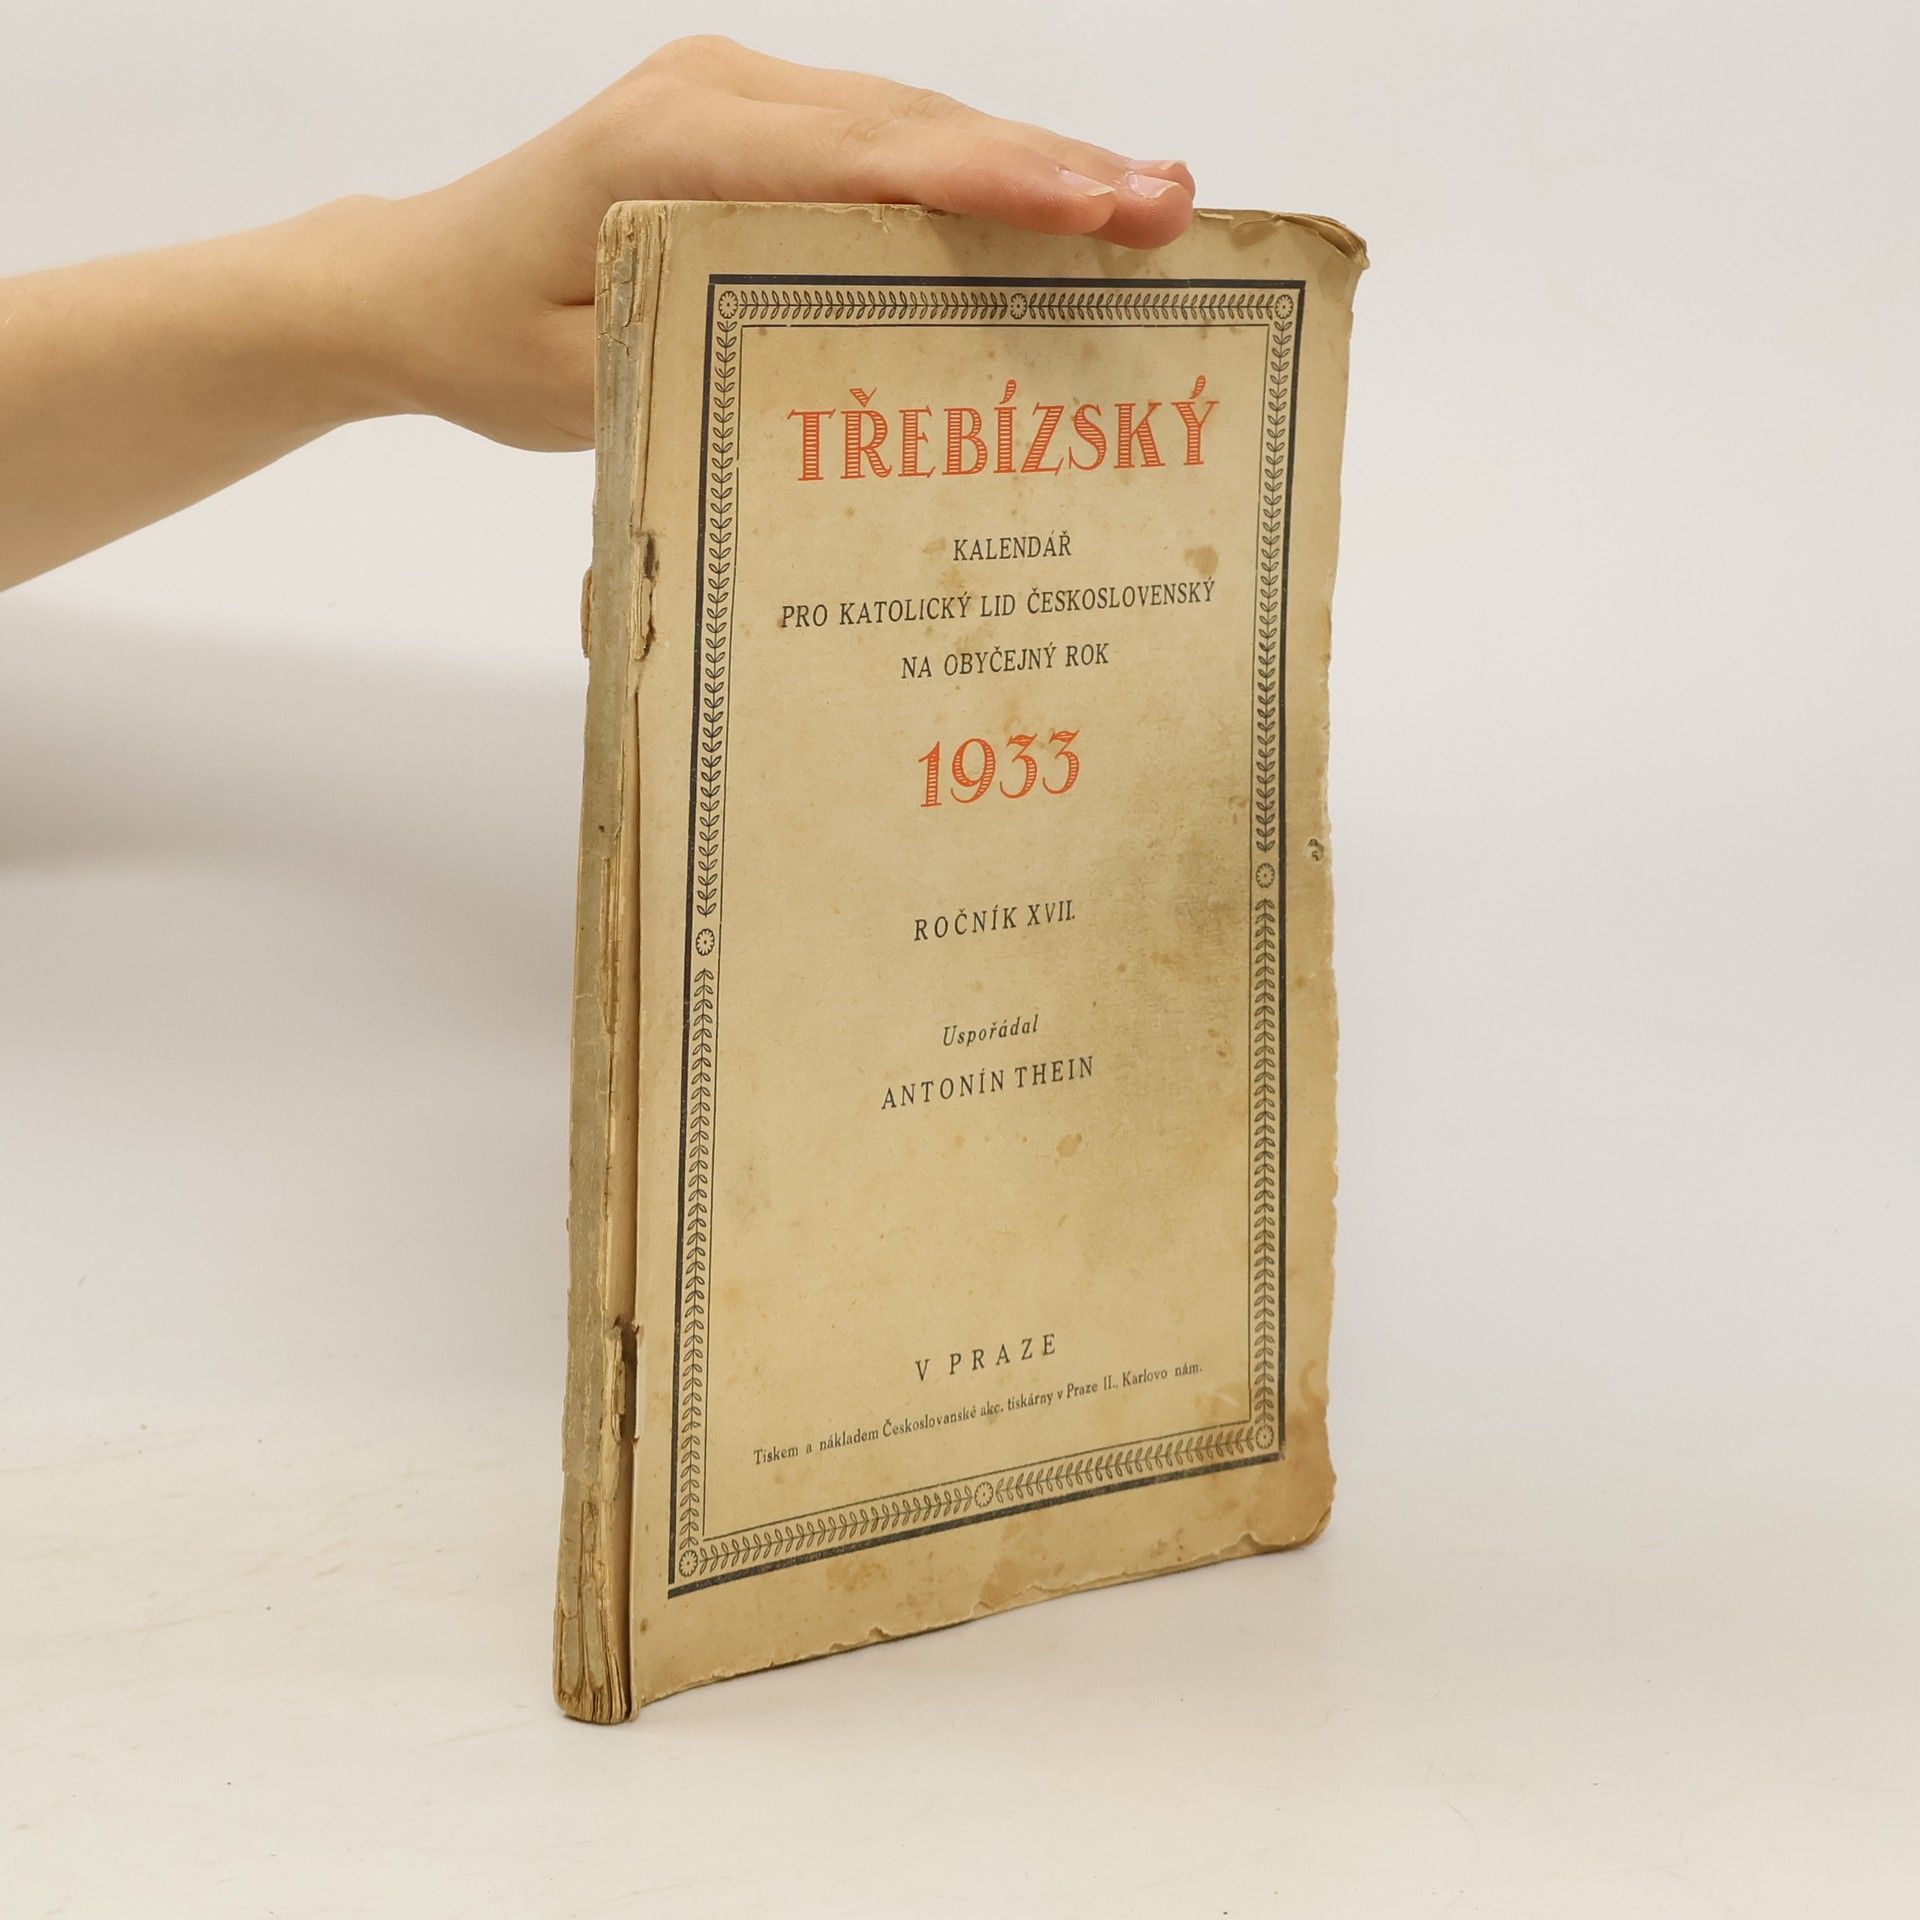 TŘEBÍZSKÝ
KALENDÁŘ
PRO KATOLICKÝ LID ČESKOSLOVENSKÝ
NA OBYČEJNÝ ROK
1933
ROČNÍK XVII.
Uspořádal
ANTONÍN THEIN
V PRAZE
Tiskem a nákladem Československé akc. tiskárny v Praze II., Karlovo nám.